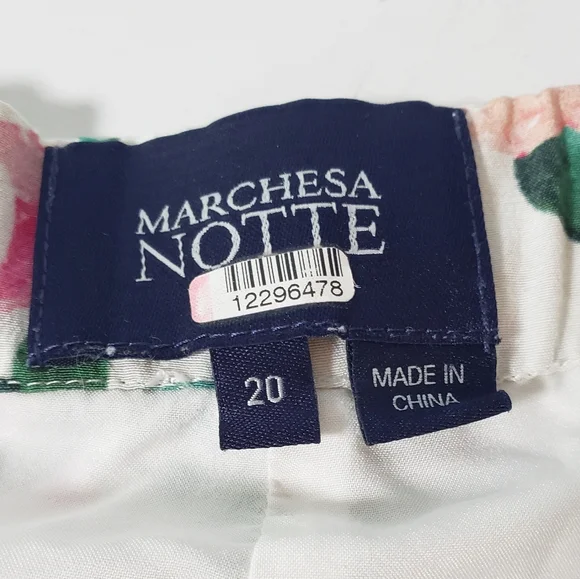 MARCHESA
NOTTE
12296478
20
MADE IN
CHINA